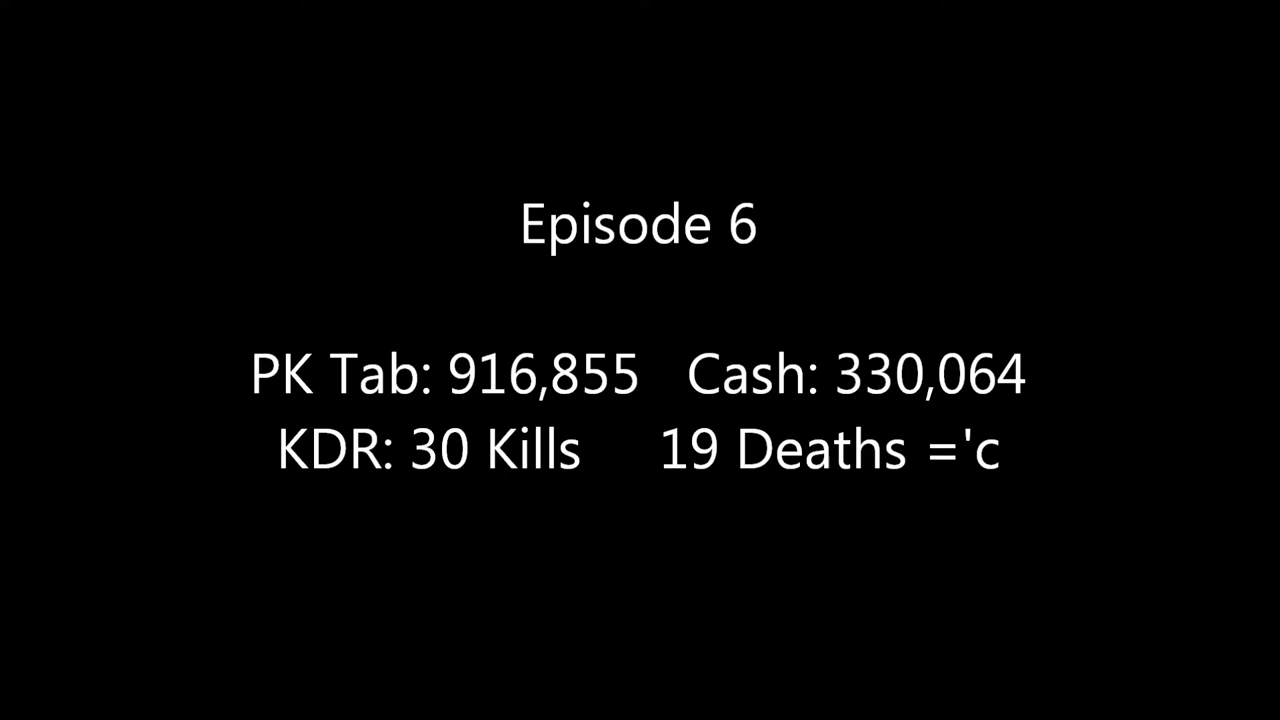 Episode 6
PK Tab: 916,855 Cash: 330,064
KDR: 30 Kills 19 Deaths ='c